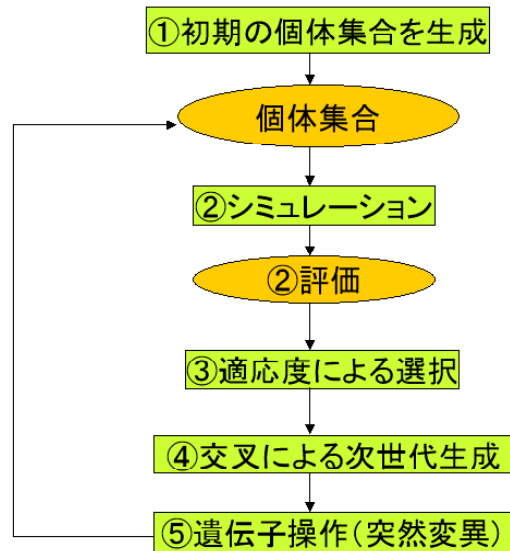 ①初期の個体集合を生成
個体集合
②シミュレーション
②評価
③適応度による選択
④交叉による次世代生成
⑤遺伝子操作(突然変異)